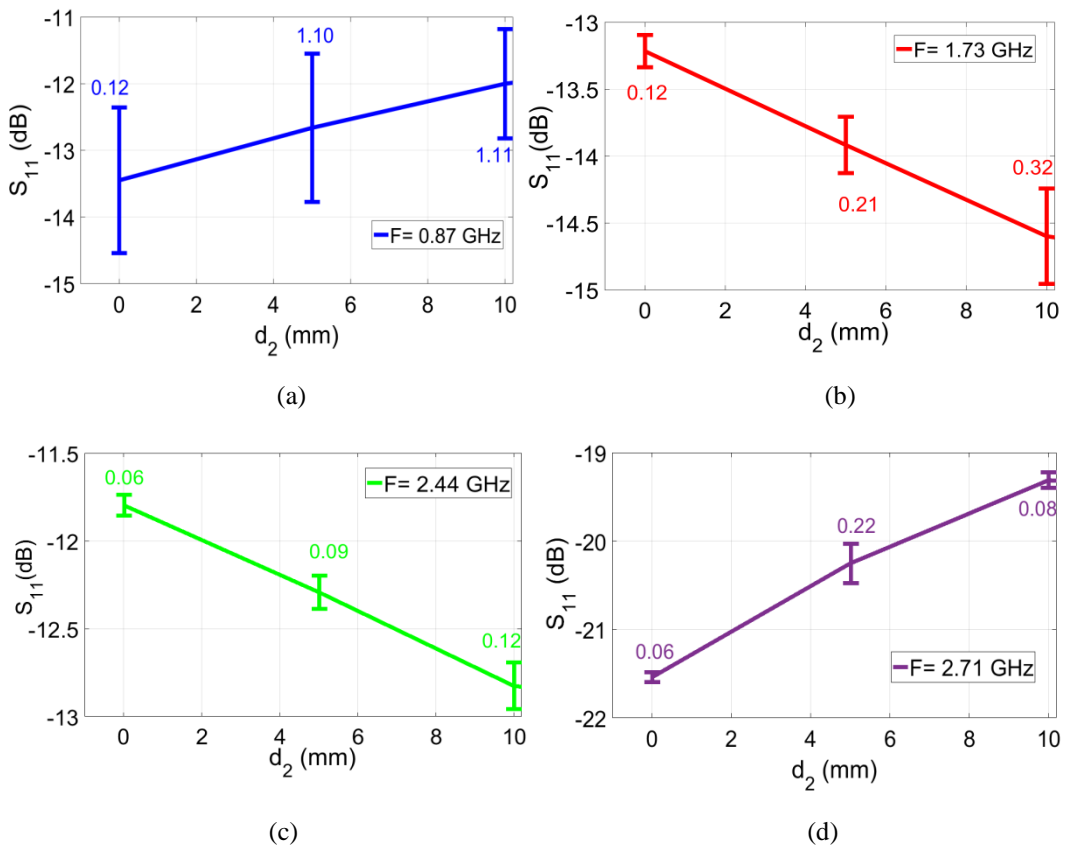 -11
-12
-13
-14
-15
S11 (dB)
0.12
1.10
1.11
F= 0.87 GHz
0 2 4 6 8 10
d2 (mm)
(a)
-13
-13.5
-14
-14.5
-15
S11 (dB)
0.12
0.21
0.32
F= 1.73 GHz
0 2 4 6 8 10
d2 (mm)
(b)
-11.5
-12
-12.5
-13
S11(dB)
0.06
0.09
0.12
F= 2.44 GHz
0 2 4 6 8 10
d2 (mm)
(c)
-19
-20
-21
-22
S11 (dB)
0.06
0.22
0.08
F= 2.71 GHz
0 2 4 6 8 10
d2 (mm)
(d)